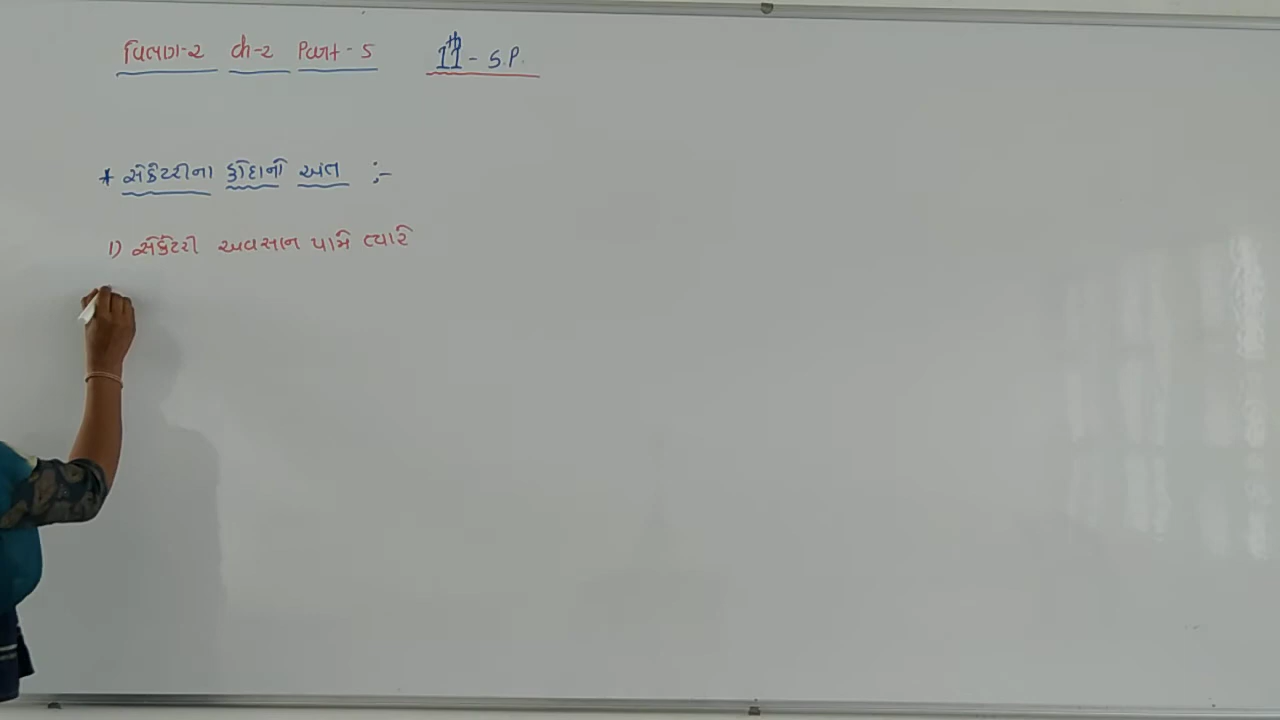 વિભાગ-2 ch-2 Part - 5 11th - S.P.
* સેક્રેટરીના હોદ્દાનો અંત :-
1) સેક્રેટરી અવસાન પામે ત્યારે